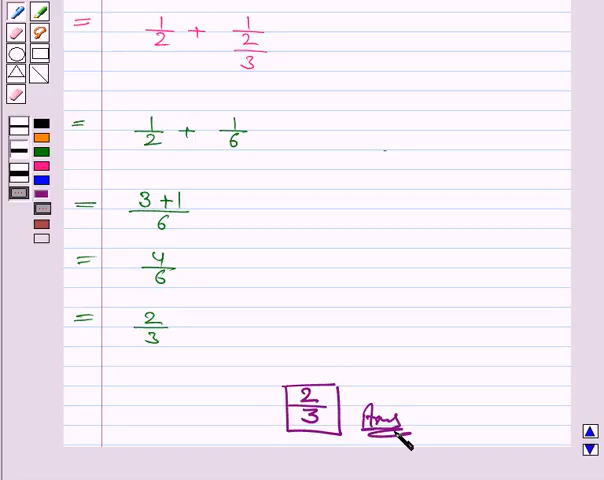 = 1/2 + 1/2/3
= 1/2 + 1/6
= 3+1/6
= 4/6
= 2/3
2/3 Ans